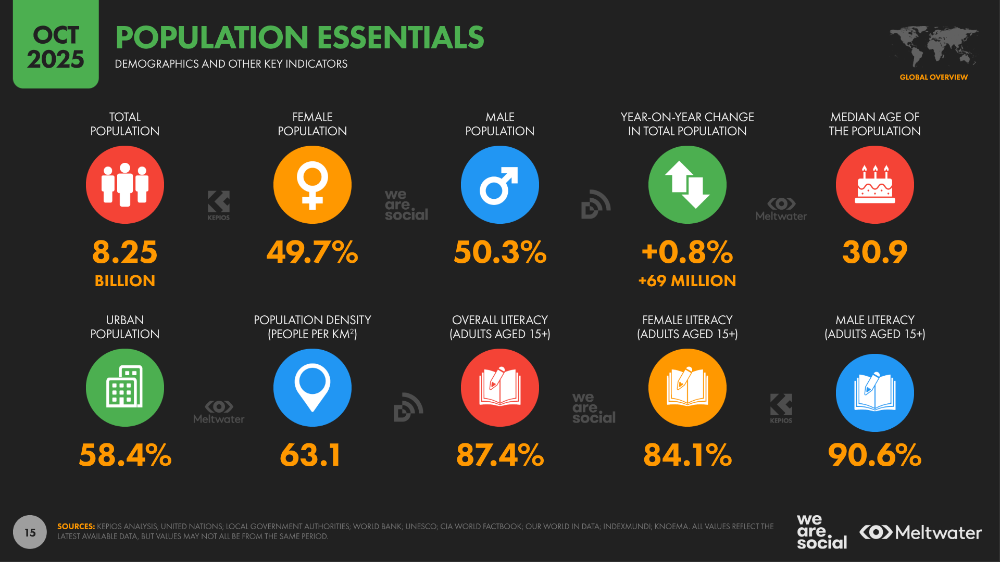 OCT
2025
POPULATION ESSENTIALS
DEMOGRAPHICS AND OTHER KEY INDICATORS
GLOBAL OVERVIEW
TOTAL
POPULATION
8.25
BILLION
FEMALE
POPULATION
49.7%
MALE
POPULATION
50.3%
YEAR-ON-YEAR CHANGE
IN TOTAL POPULATION
+0.8%
+69 MILLION
MEDIAN AGE OF
THE POPULATION
30.9
KEPIOS
we
are
social
Meltwater
URBAN
POPULATION
58.4%
POPULATION DENSITY
(PEOPLE PER KM²)
63.1
OVERALL LITERACY
(ADULTS AGED 15+)
87.4%
FEMALE LITERACY
(ADULTS AGED 15+)
84.1%
MALE LITERACY
(ADULTS AGED 15+)
90.6%
Meltwater
we
are
social
KEPIOS
15
SOURCES: KEPIOS ANALYSIS; UNITED NATIONS; LOCAL GOVERNMENT AUTHORITIES; WORLD BANK; UNESCO; CIA WORLD FACTBOOK; OUR WORLD IN DATA; INDEXMUNDI; KNOEMA. ALL VALUES REFLECT THE
LATEST AVAILABLE DATA, BUT VALUES MAY NOT ALL BE FROM THE SAME PERIOD.
we
are
social
Meltwater